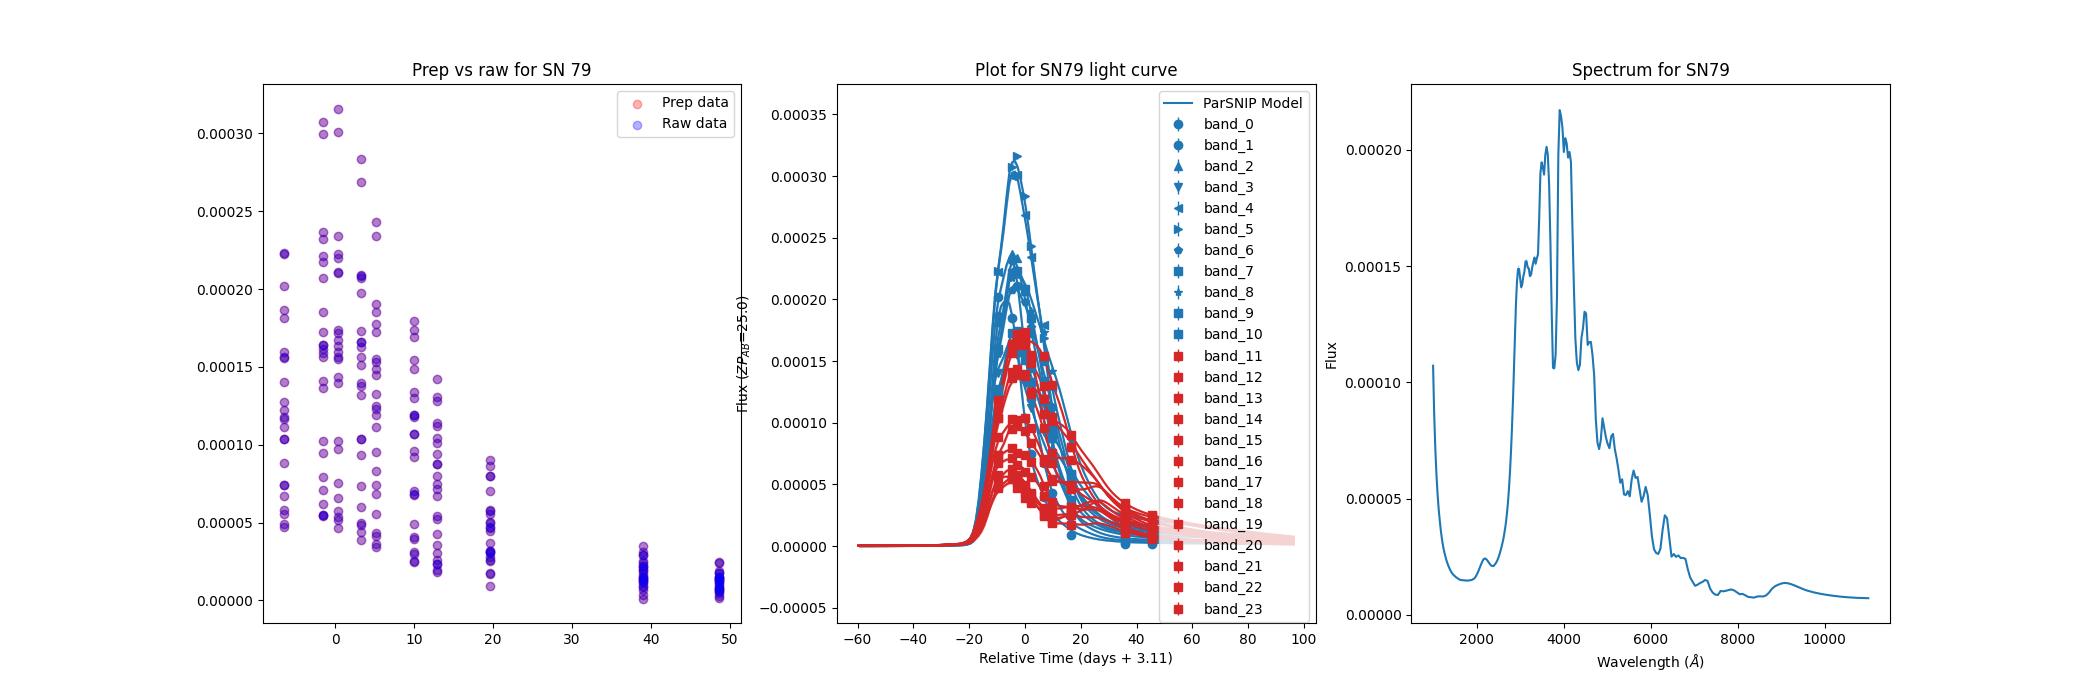 Prep vs raw for SN 79
Prep data
Raw data
0.00030
0.00025
0.00020
0.00015
0.00010
0.00005
0.00000
0
10
20
30
40
50
Plot for SN79 light curve
Flux (ZP_AB=25.0)
0.00035
0.00030
0.00025
0.00020
0.00015
0.00010
0.00005
0.00000
−0.00005
ParSNIP Model
band_0
band_1
band_2
band_3
band_4
band_5
band_6
band_7
band_8
band_9
band_10
band_11
band_12
band_13
band_14
band_15
band_16
band_17
band_18
band_19
band_20
band_21
band_22
band_23
−60
−40
−20
0
20
40
60
80
100
Relative Time (days + 3.11)
Spectrum for SN79
Flux
0.00020
0.00015
0.00010
0.00005
0.00000
2000
4000
6000
8000
10000
Wavelength (Å)